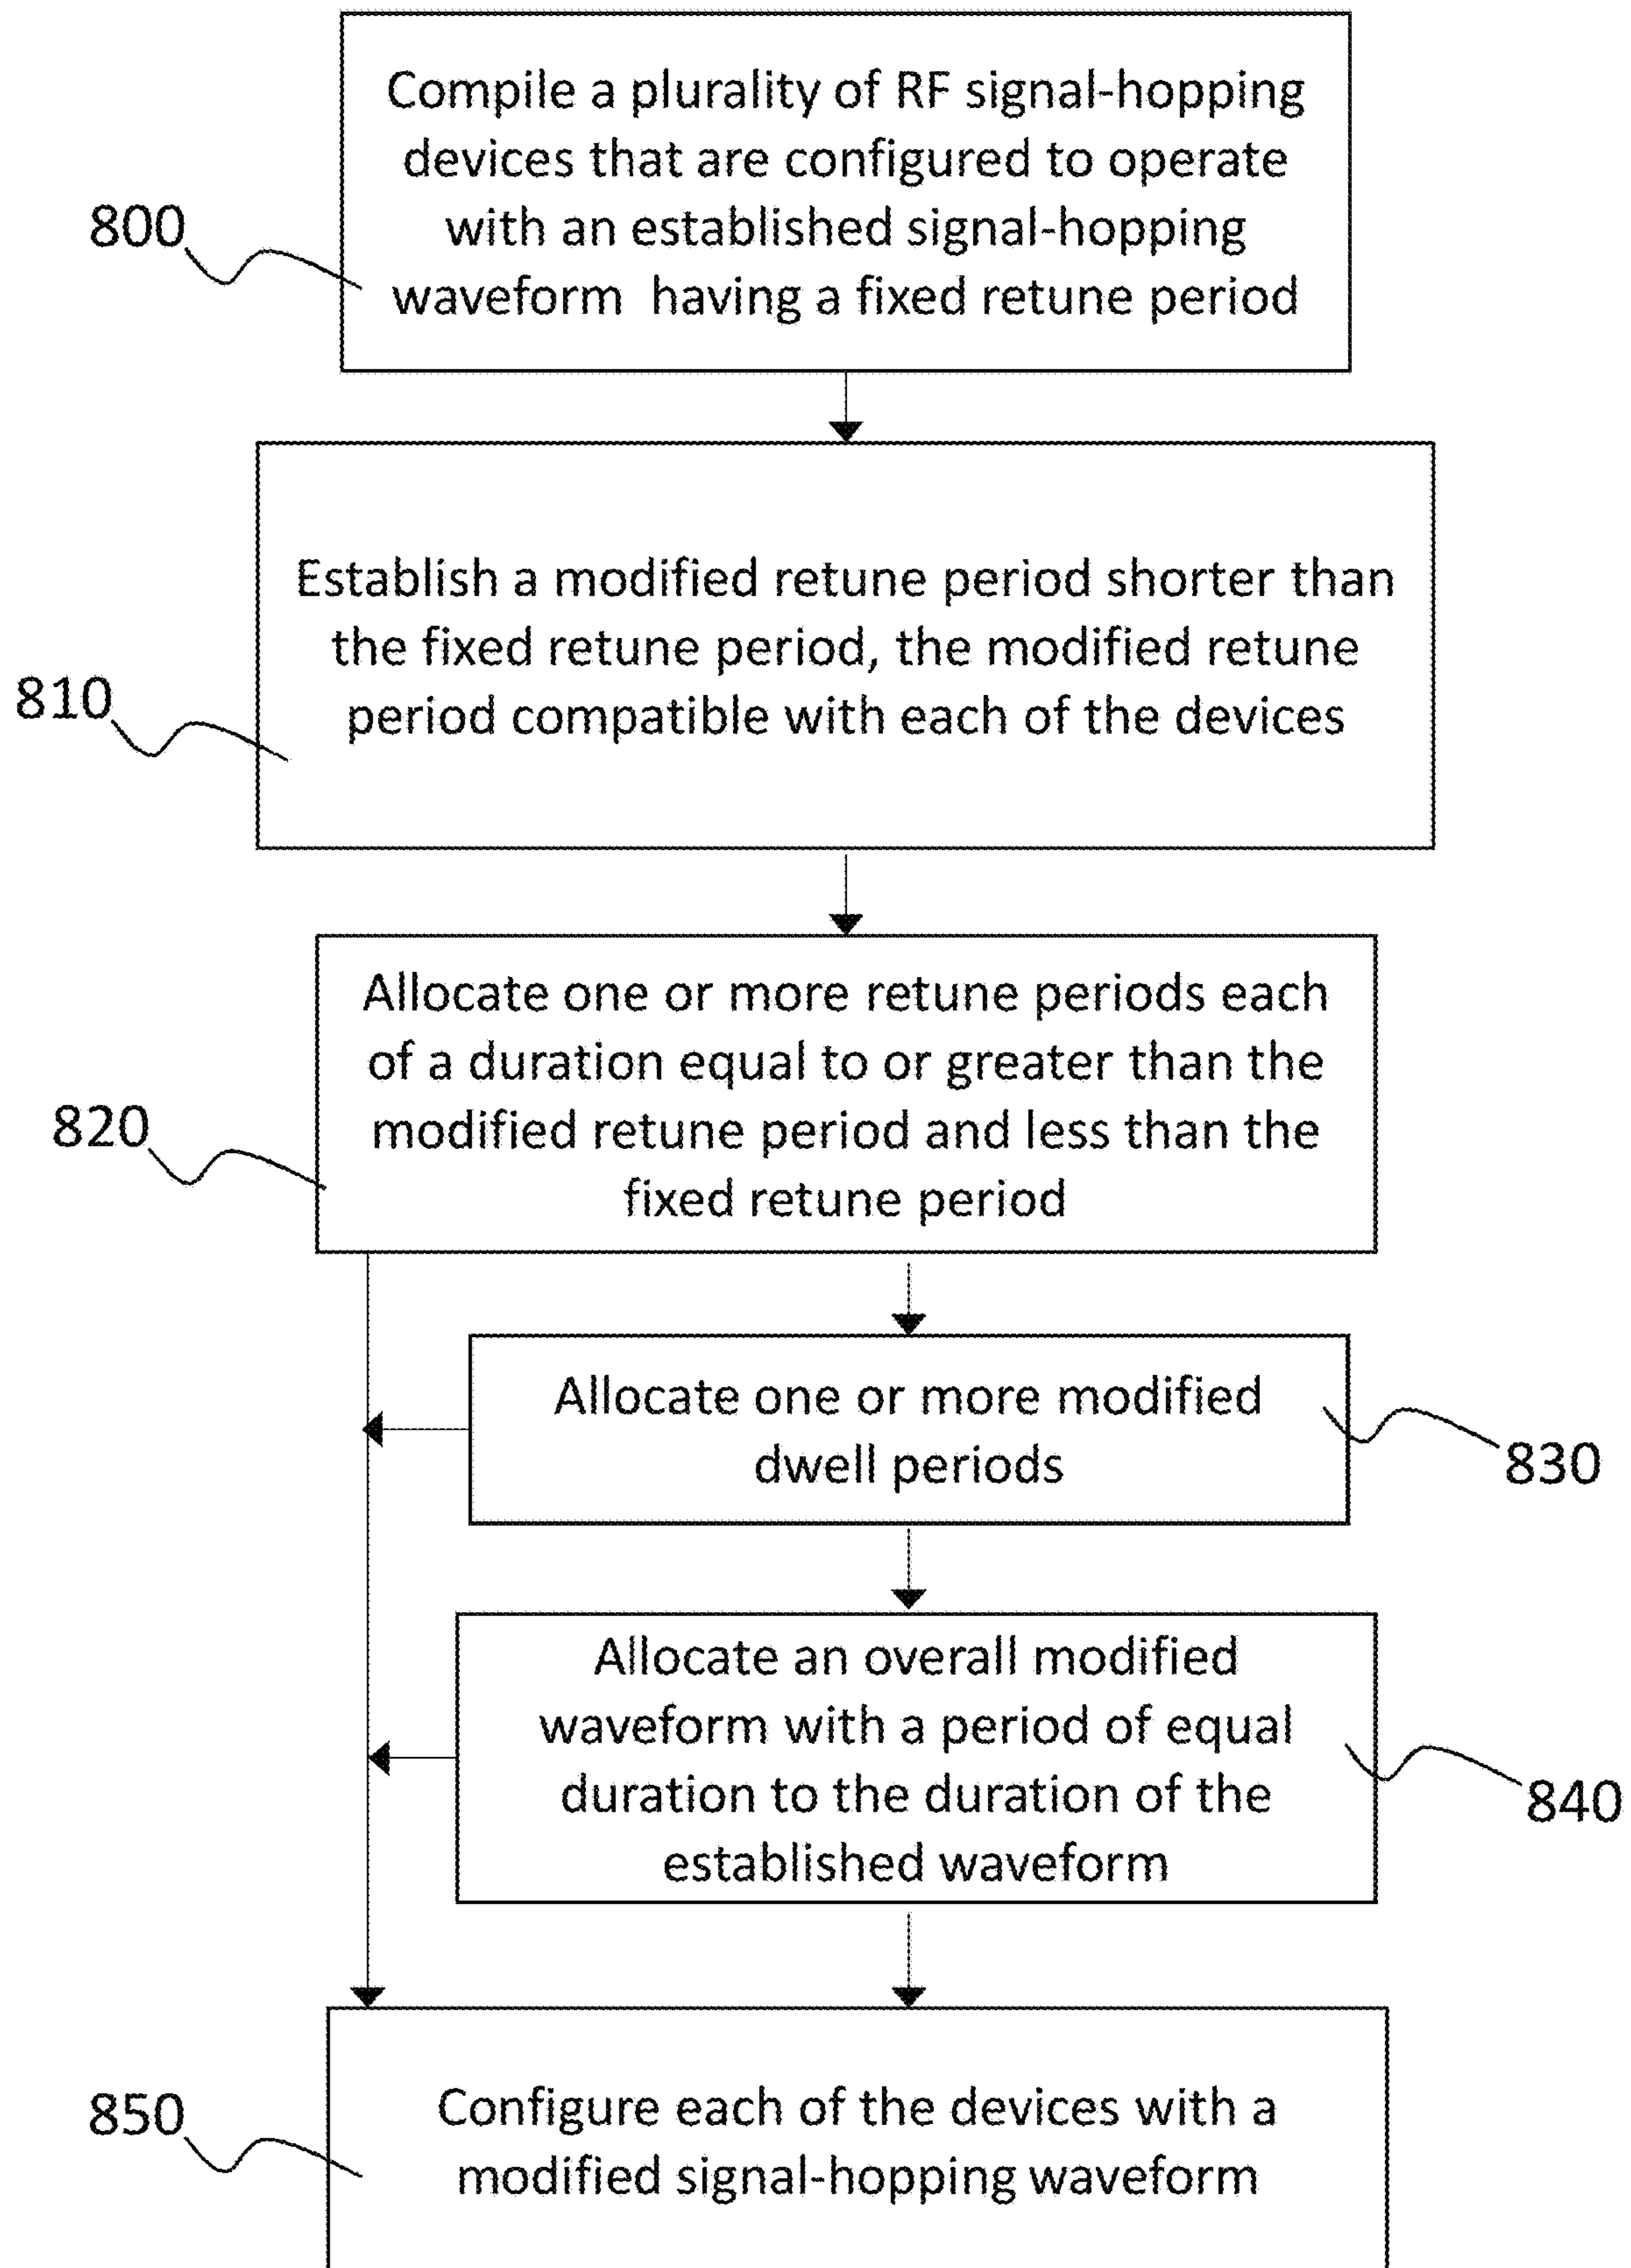 Compile a plurality of RF signal-hopping
devices that are configured to operate
with an established signal-hopping
waveform having a fixed retune period
800
Establish a modified retune period shorter than
the fixed retune period, the modified retune
period compatible with each of the devices
810
Allocate one or more retune periods each
of a duration equal to or greater than the
modified retune period and less than the
fixed retune period
820
Allocate one or more modified
dwell periods
830
Allocate an overall modified
waveform with a period of equal
duration to the duration of the
established waveform
840
Configure each of the devices with a
modified signal-hopping waveform
850